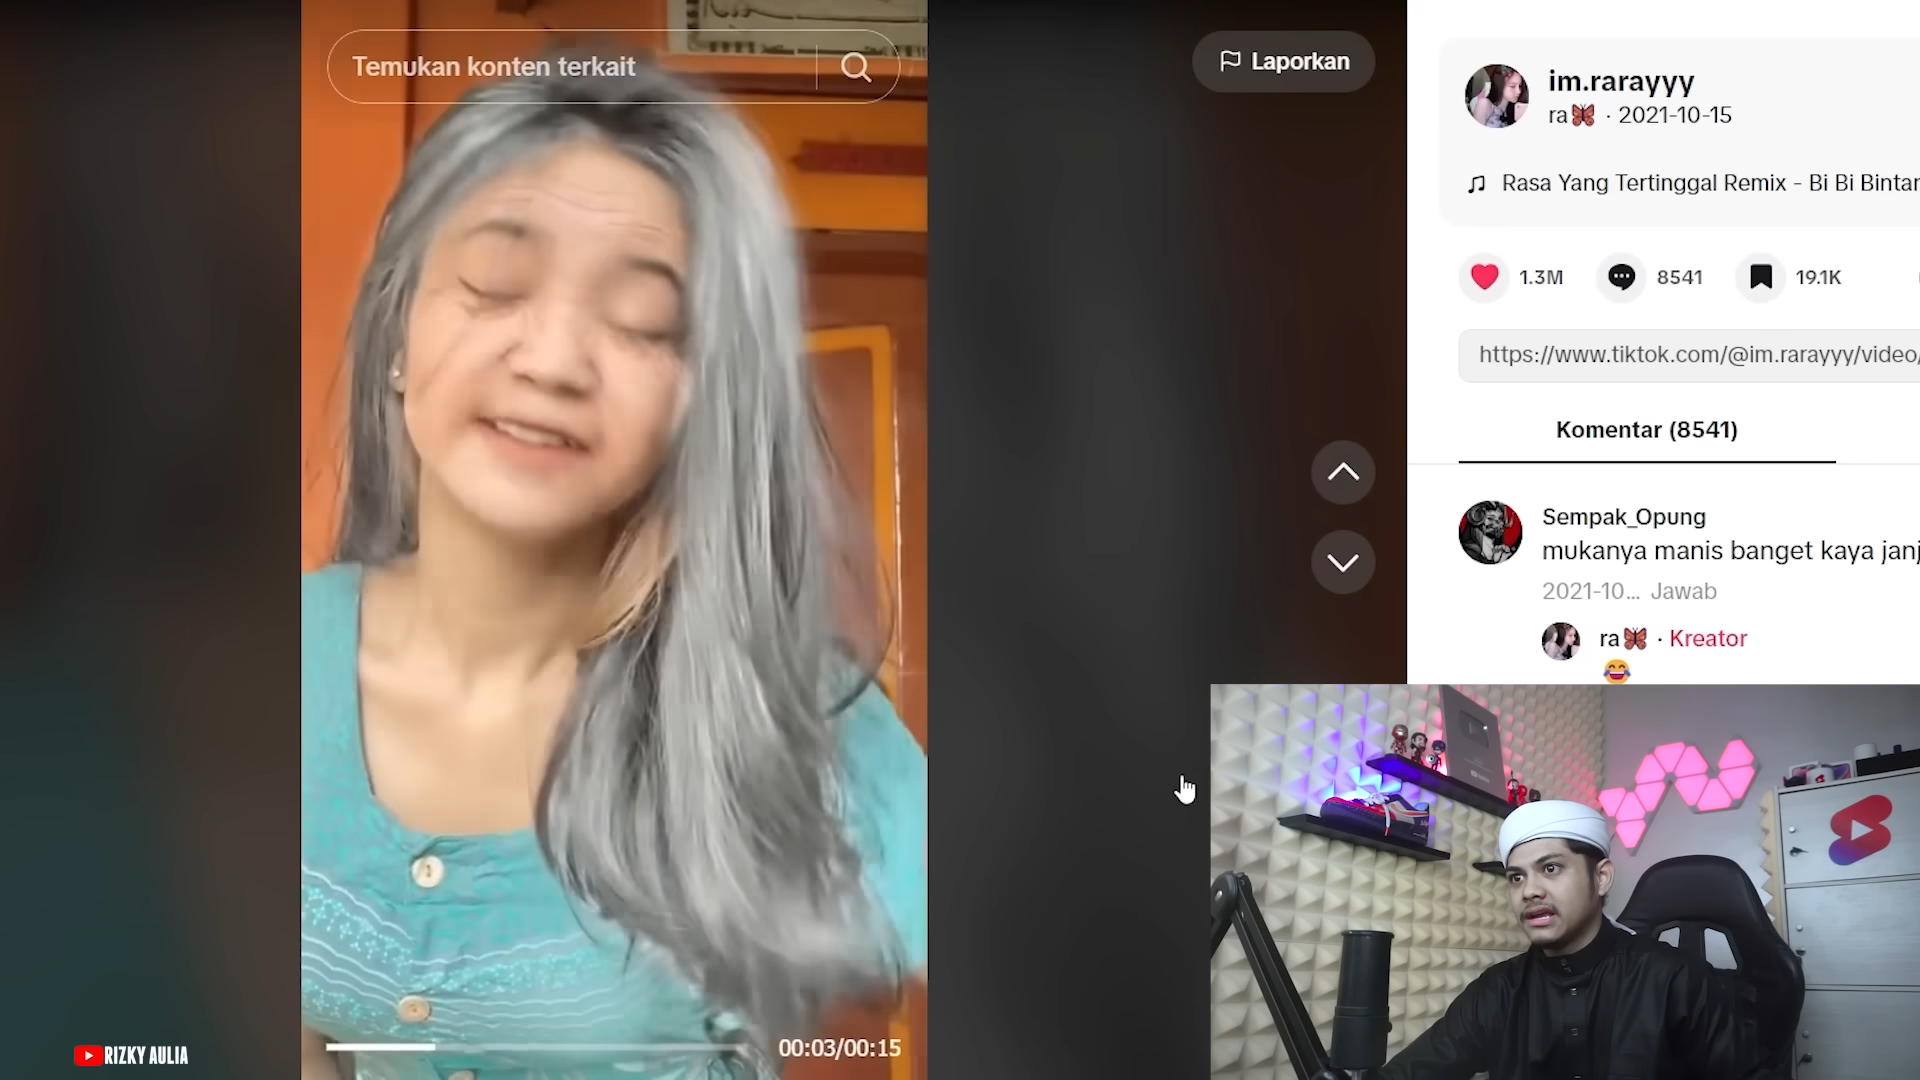 Temukan konten terkait
Laporkan
im.rarayyy
ra🦋 · 2021-10-15
Rasa Yang Tertinggal Remix - Bi Bi Bintar
1.3M
8541
19.1K
https://www.tiktok.com/@im.rarayyy/video/
Komentar (8541)
Sempak_Opung
mukanya manis banget kaya janj
2021-10... Jawab
ra🦋 · Kreator
😂
00:03/00:15
RIZKY AULIA